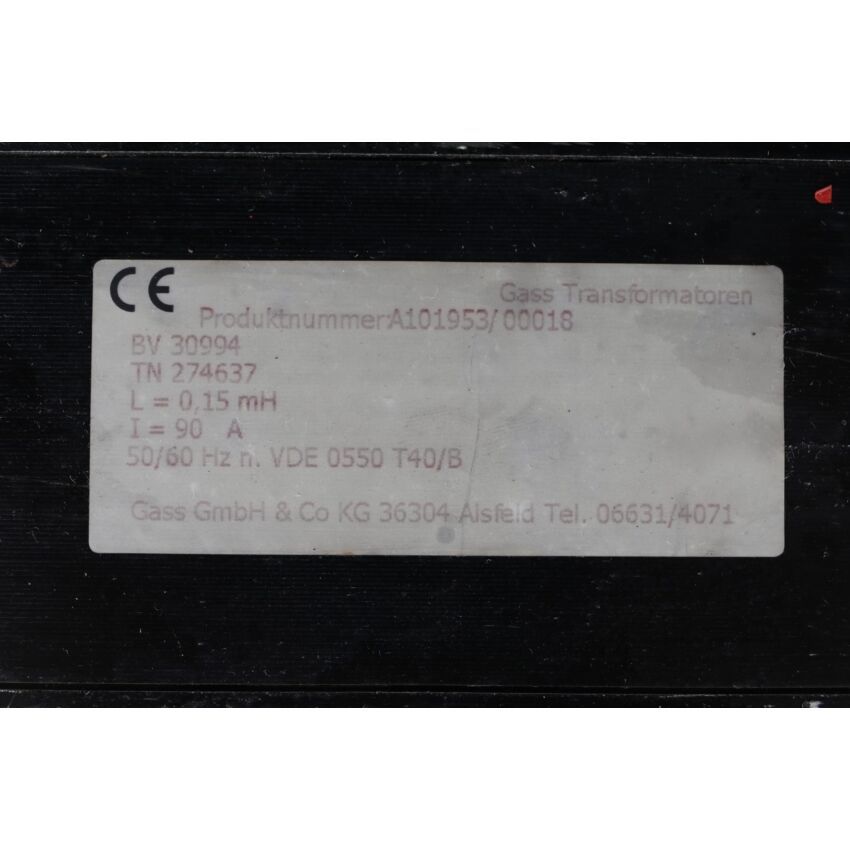 CE
Gass Transformatoren
Produktnummer:A101953/00018
BV 30994
TN 274637
L = 0,15 mH
I = 90 A
50/60 Hz n. VDE 0550 T40/B
Gass GmbH & Co KG 36304 Alsfeld Tel. 06631/4071